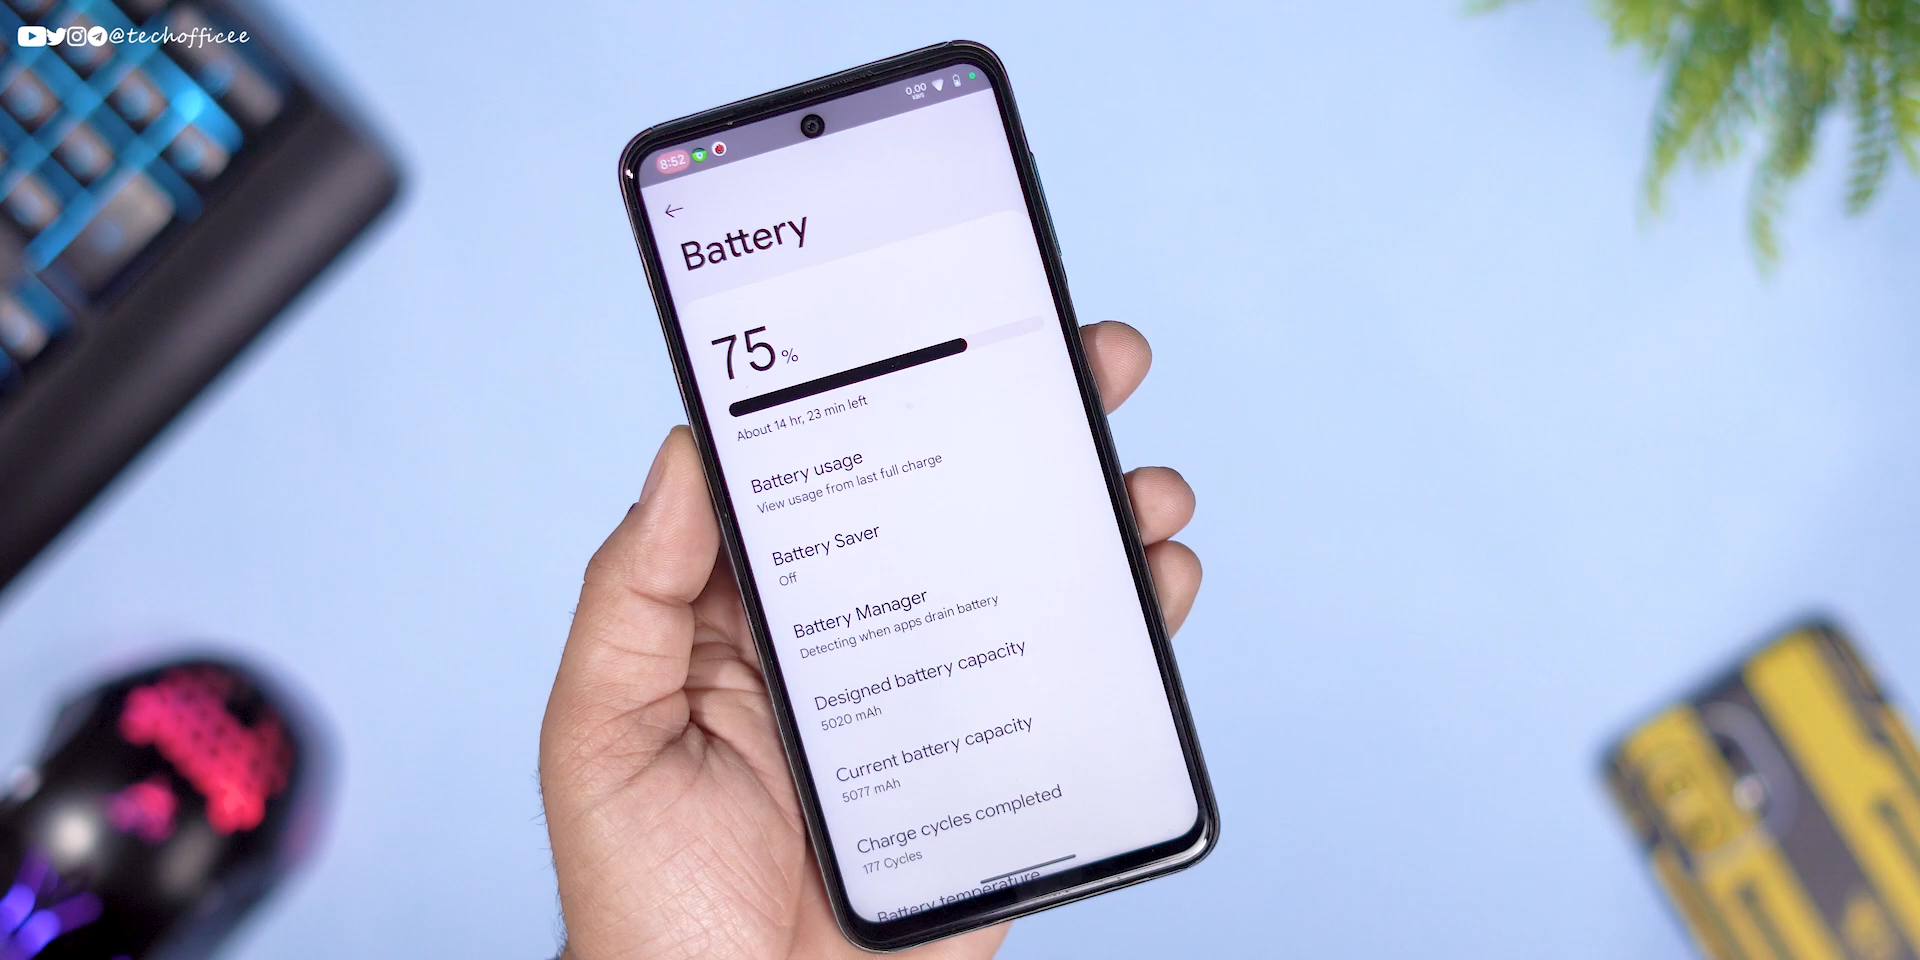 @techofficee
8:52
0.00
KB/S
Battery
75%
About 14 hr, 23 min left
Battery usage
View usage from last full charge
Battery Saver
Off
Battery Manager
Detecting when apps drain battery
Designed battery capacity
5020 mAh
Current battery capacity
5077 mAh
Charge cycles completed
177 Cycles
Battery temperature